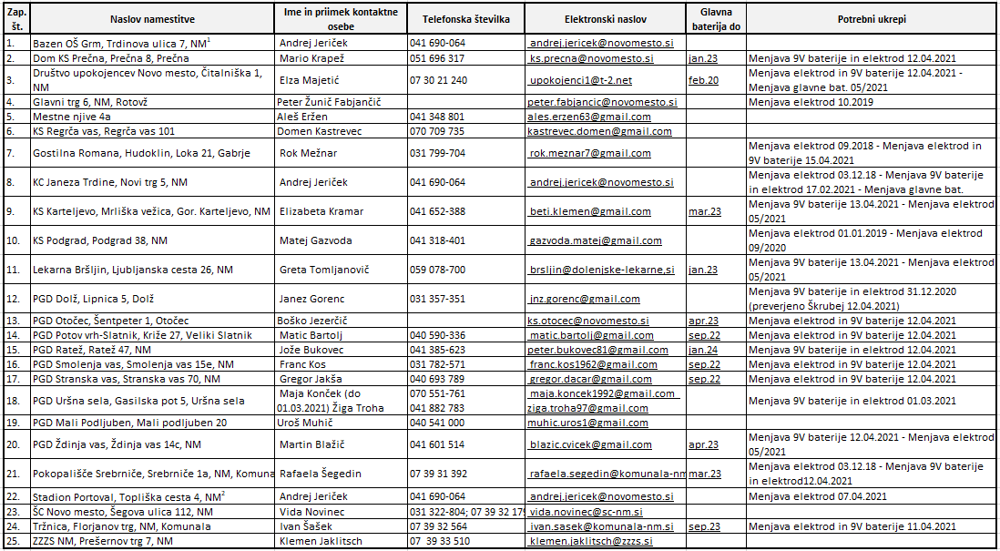 Zap. št. Naslov namestitve Ime in priimek kontaktne osebe Telefonska številka Elektronski naslov Glavna baterija do Potrebni ukrepi
1. Bazen OŠ Grm, Trdinova ulica 7, NM1 Andrej Jeriček 041 690-064 andrej.jericek@novomesto.si
2. Dom KS Prečna, Prečna 8, Prečna Mario Krapež 051 696 317 ks.precna@novomesto.si jan.23 Menjava 9V baterije in elektrod 12.04.2021
3. Društvo upokojencev Novo mesto, Čitalniška 1, NM Elza Majetić 07 30 21 240 upokojenci1@t-2.net feb.20 Menjava elektrod in 9V baterije 12.04.2021 - Menjava glavne bat. 05/2021
4. Glavni trg 6, NM, Rotovž Peter Žunič Fabjančič peter.fabjancic@novomesto.si Menjava elektrod 10.2019
5. Mestne njive 4a Aleš Eržen 041 348 801 ales.erzen63@gmail.com
6. KS Regrča vas, Regrča vas 101 Domen Kastrevec 070 709 735 kastrevec.domen@gmail.com
7. Gostilna Romana, Hudoklin, Loka 21, Gabrje Rok Mežnar 031 799-704 rok.meznar7@gmail.com Menjava elektrod 09.2018 - Menjava elektrod in 9V baterije 15.04.2021
8. KC Janeza Trdine, Novi trg 5, NM Andrej Jeriček 041 690-064 andrej.jericek@novomesto.si Menjava elektrod 03.12.18 - Menjava 9V baterije in elektrod 17.02.2021 - Menjava glavne bat.
9. KS Karteljevo, Mrliška vežica, Gor. Karteljevo, NM Elizabeta Kramar 041 652-388 beti.klemen@gmail.com mar.23 Menjava 9V baterije 13.04.2021 - Menjava elektrod 05/2021
10. KS Podgrad, Podgrad 38, NM Matej Gazvoda 041 318-401 gazvoda.matej@gmail.com Menjava elektrod 01.01.2019 - Menjava elektrod 09/2020
11. Lekarna Bršljin, Ljubljanska cesta 26, NM Greta Tomljanovič 059 078-700 brsljin@dolenjske-lekarne,si jan.23 Menjava 9V baterije 13.04.2021 - Menjava elektrod 05/2021
12. PGD Dolž, Lipnica 5, Dolž Janez Gorenc 031 357-351 jnz.gorenc@gmail.com Menjava 9V baterije in elektrod 31.12.2020 (preverjeno Škrubej 12.04.2021)
13. PGD Otočec, Šentpeter 1, Otočec Boško Jezerčič ks.otocec@novomesto.si apr.23 Menjava elektrod in 9V baterije 12.04.2021
14. PGD Potov vrh-Slatnik, Križe 27, Veliki Slatnik Matic Bartolj 040 590-336 matic.bartolj@gmail.com sep.22 Menjava elektrod in 9V baterije 12.04.2021
15. PGD Ratež, Ratež 47, NM Jože Bukovec 041 385-623 peter.bukovec81@gmail.com jan.24 Menjava elektrod in 9V baterije 12.04.2021
16. PGD Smolenja vas, Smolenja vas 15e, NM Franc Kos 031 782-571 franc.kos1962@gmail.com sep.22 Menjava elektrod in 9V baterije 12.04.2021
17. PGD Stranska vas, Stranska vas 70, NM Gregor Jakša 040 693 789 gregor.dacar@gmail.com sep.22 Menjava elektrod in 9V baterije 12.04.2021
18. PGD Uršna sela, Gasilska pot 5, Uršna sela Maja Konček (do 01.03.2021) Žiga Troha 070 551-761 041 882 783 maja.koncek1992@gmail.com ziga.troha97@gmail.com Menjava 9V baterije in elektrod 01.03.2021
19. PGD Mali Podljuben, Mali podljuben 20 Uroš Muhič 040 541 000 muhic.uros1@gmail.com
20. PGD Ždinja vas, Ždinja vas 14c, NM Martin Blažič 041 601 514 blazic.cvicek@gmail.com apr.23 Menjava 9V baterije 12.04.2021 - Menjava elektrod 05/2021
21. Pokopališče Srebrniče, Srebrniče 1a, NM, Komuna Rafaela Šegedin 07 39 31 392 rafaela.segedin@komunala-nm mar.23 Menjava elektrod 03.12.18 - Menjava 9V baterije in elektrod12.04.2021
22. Stadion Portoval, Topliška cesta 4, NM2 Andrej Jeriček 041 690-064 andrej.jericek@novomesto.si Menjava elektrod 07.04.2021
23. ŠC Novo mesto, Šegova ulica 112, NM Vida Novinec 031 322-804; 07 39 32 179 vida.novinec@sc-nm.si
24. Tržnica, Florjanov trg, NM, Komunala Ivan Šašek 07 39 32 564 ivan.sasek@komunala-nm.si sep.23 Menjava elektrod in 9V baterije 11.04.2021
25. ZZZS NM, Prešernov trg 7, NM Klemen Jaklitsch 07 39 33 510 klemen.jaklitsch@zzzs.si